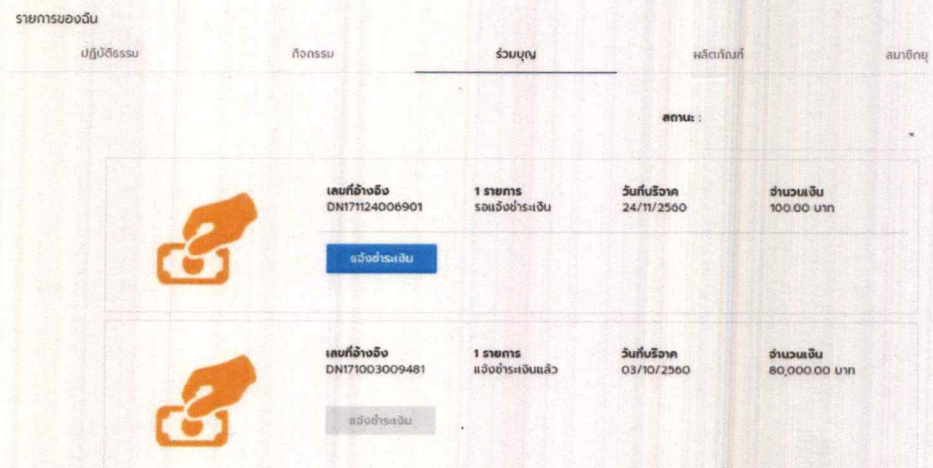 รายการของฉัน
ปฏิบัติธรรม กิจกรรม ร่วมบุญ ผลิตภัณฑ์ สมาชิกยุ
สถานะ :
เลขที่อ้างอิง 1 รายการ วันที่บริจาค จำนวนเงิน
DN171124006901 รอแจ้งชำระเงิน 24/11/2560 100.00 บาท
แจ้งชำระเงิน
เลขที่อ้างอิง 1 รายการ วันที่บริจาค จำนวนเงิน
DN171003009481 แจ้งชำระเงินแล้ว 03/10/2560 80,000.00 บาท
แจ้งชำระเงิน